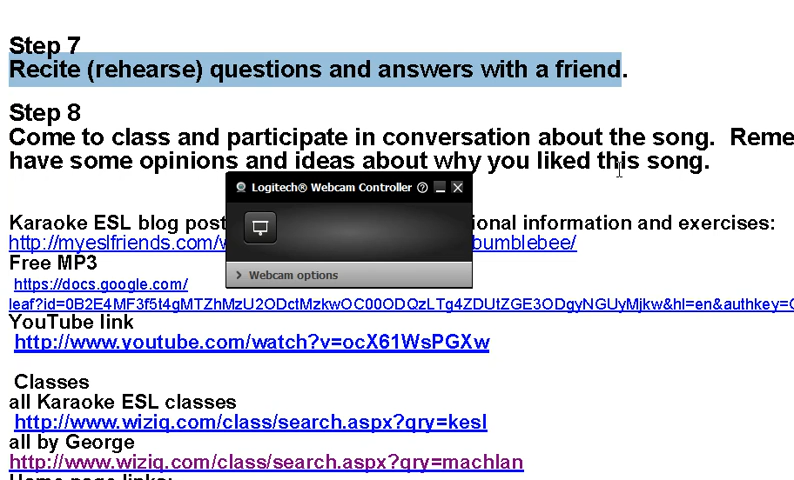 Step 7
Recite (rehearse) questions and answers with a friend.
Step 8
Come to class and participate in conversation about the song. Reme
have some opinions and ideas about why you liked this song.
Logitech® Webcam Controller
Webcam options
Karaoke ESL blog post ional information and exercises:
http://myeslfriends.com/ bumblebee/
Free MP3
https://docs.google.com/
leaf?id=0B2E4MF3f5t4gMTZhMzU2ODctMzkwOC00ODQzLTg4ZDUtZGE3ODgyNGUyMjkw&hl=en&authkey=
YouTube link
http://www.youtube.com/watch?v=ocX61WsPGXw
Classes
all Karaoke ESL classes
http://www.wiziq.com/class/search.aspx?qry=kesl
all by George
http://www.wiziq.com/class/search.aspx?qry=machlan
Home page links: